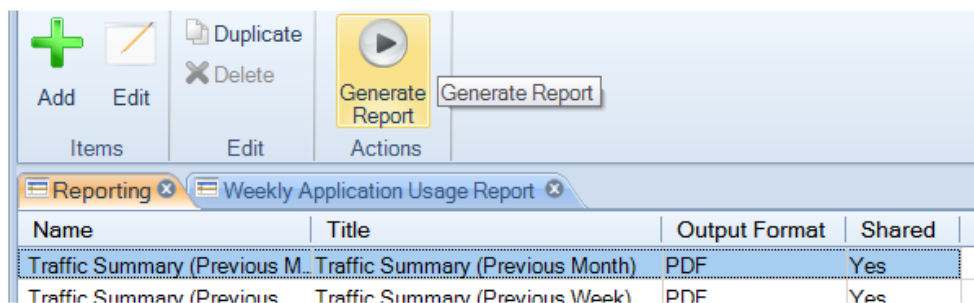 Duplicate
Delete
Add Edit
Generate Report
Generate Report
Items Edit Actions
Reporting Weekly Application Usage Report
Name Title Output Format Shared
Traffic Summary (Previous M... Traffic Summary (Previous Month) PDF Yes
Traffic Summary (Previous Traffic Summary (Previous Week) PDF Yes